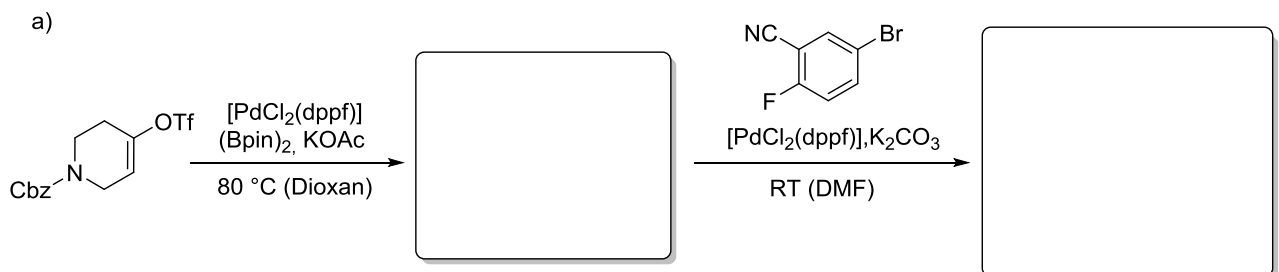 a)
NC
Br
F
OTf
N
Cbz
[PdCl₂(dppf)]
(Bpin)₂, KOAc
80 °C (Dioxan)
[PdCl₂(dppf)],K₂CO₃
RT (DMF)